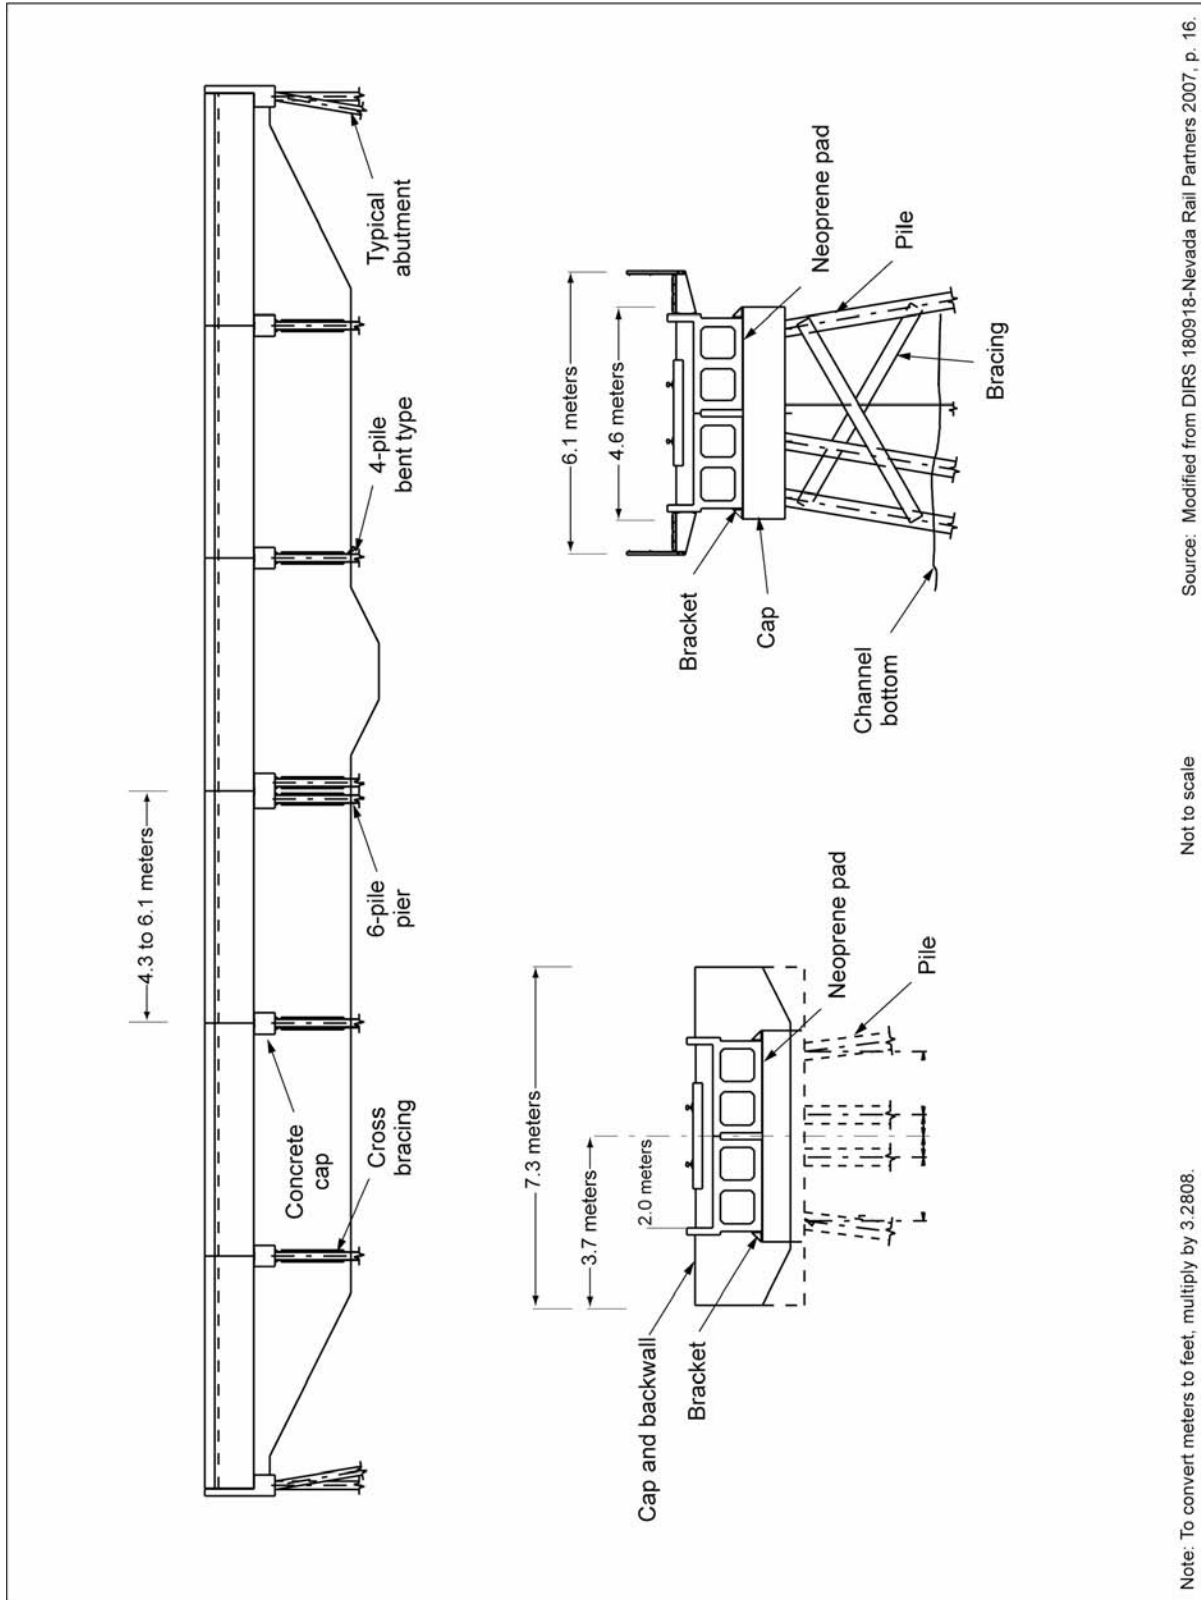 4.3 to 6.1 meters
Concrete
cap
Cross
bracing
6-pile
pier
4-pile
bent type
Typical
abutment
7.3 meters
3.7 meters
2.0 meters
Cap and backwall
Bracket
Neoprene pad
Pile
6.1 meters
4.6 meters
Bracket
Cap
Channel
bottom
Neoprene pad
Pile
Bracing
Note: To convert meters to feet, multiply by 3.2808.
Not to scale
Source: Modified from DIRS 180918-Nevada Rail Partners 2007, p. 16.